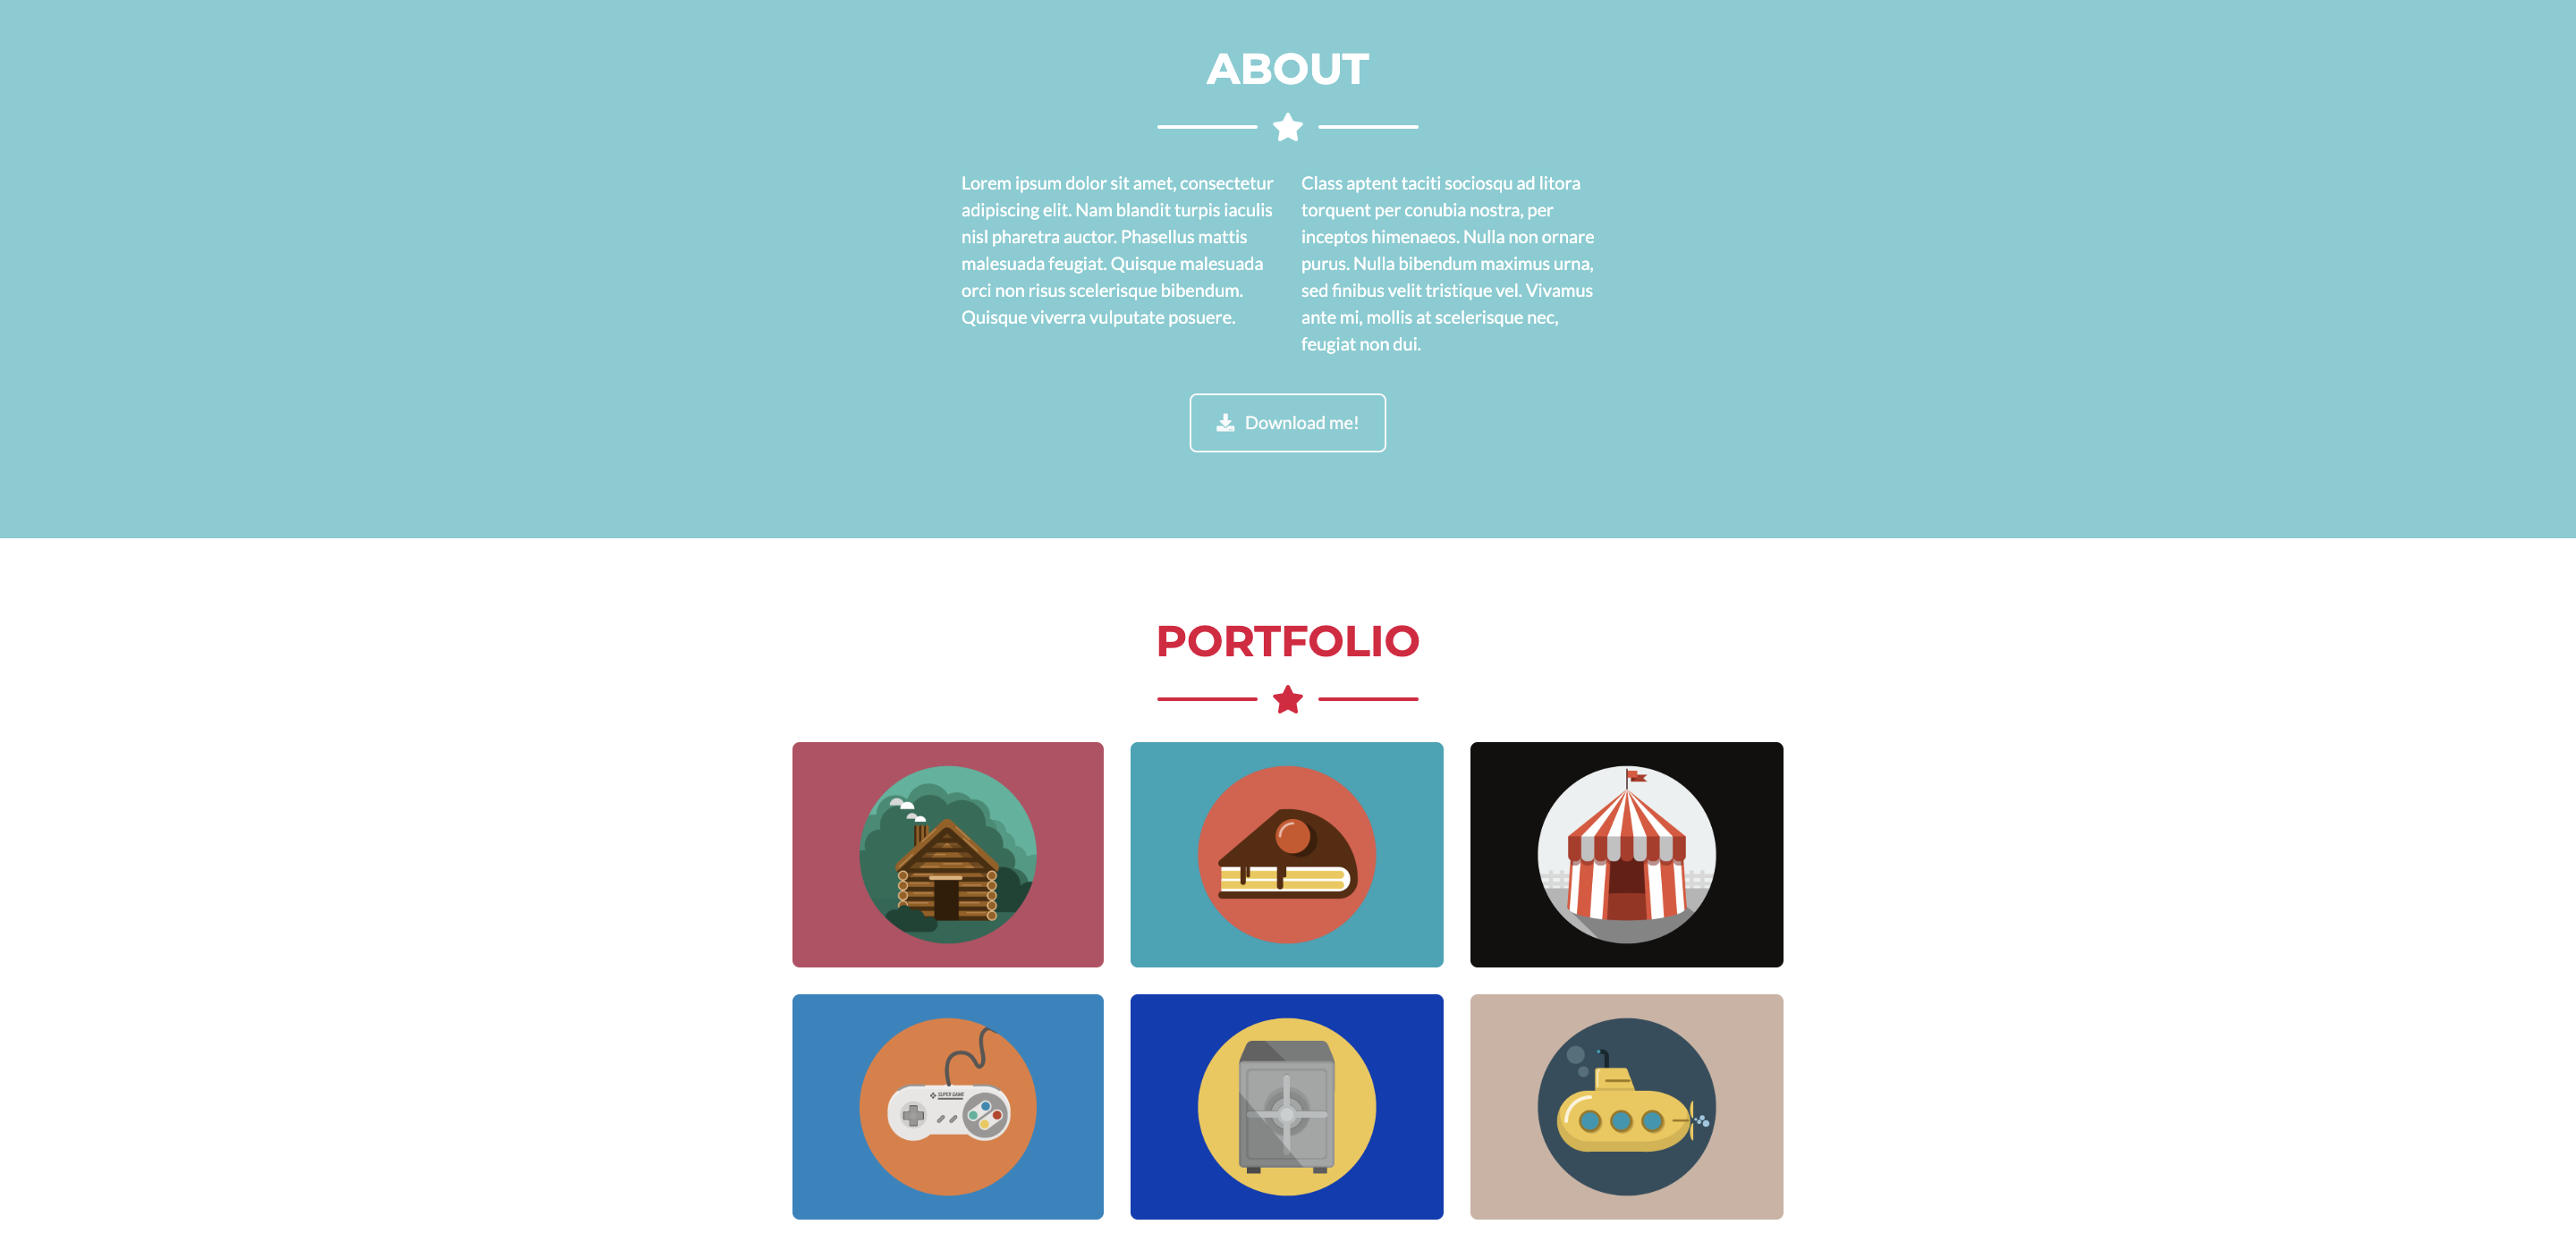 ABOUT
Lorem ipsum dolor sit amet, consectetur
adipiscing elit. Nam blandit turpis iaculis
nisl pharetra auctor. Phasellus mattis
malesuada feugiat. Quisque malesuada
orci non risus scelerisque bibendum.
Quisque viverra vulputate posuere.
Class aptent taciti sociosqu ad litora
torquent per conubia nostra, per
inceptos himenaeos. Nulla non ornare
purus. Nulla bibendum maximus urna,
sed finibus velit tristique vel. Vivamus
ante mi, mollis at scelerisque nec,
feugiat non dui.
Download me!
PORTFOLIO
SUPER GAME